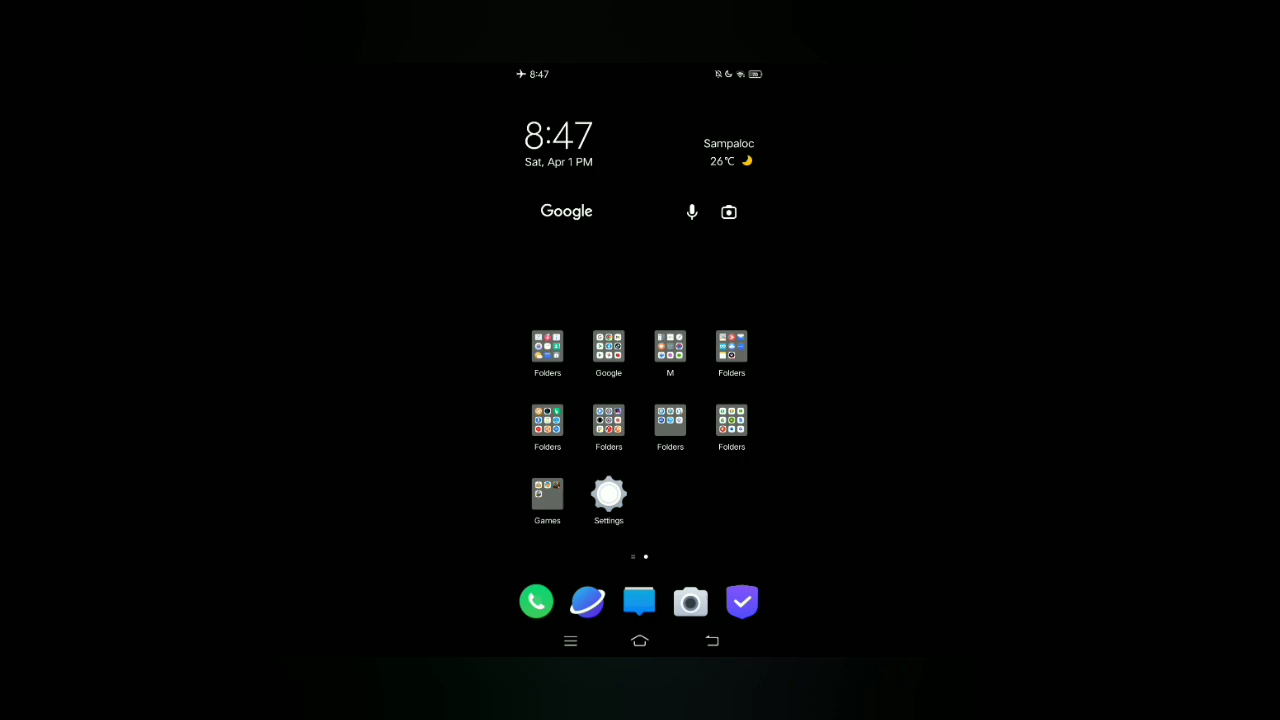 8:47
8:47
Sat, Apr 1 PM
Sampaloc
26℃
Google
Folders Google M Folders
Folders Folders Folders Folders
Games Settings